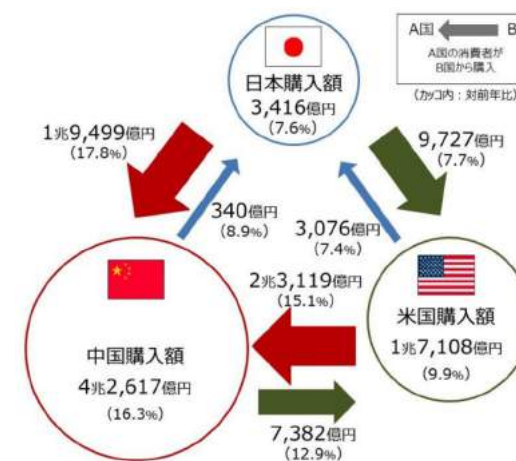 A国
B
A国の消費者が
B国から購入
(カッコ内:対前年比)
日本購入額
3,416億円
(7.6%)
1兆9,499億円
(17.8%)
9,727億円
(7.7%)
340億円
(8.9%)
3,076億円
(7.4%)
2兆3,119億円
(15.1%)
中国購入額
4兆2,617億円
(16.3%)
米国購入額
1兆7,108億円
(9.9%)
7,382億円
(12.9%)